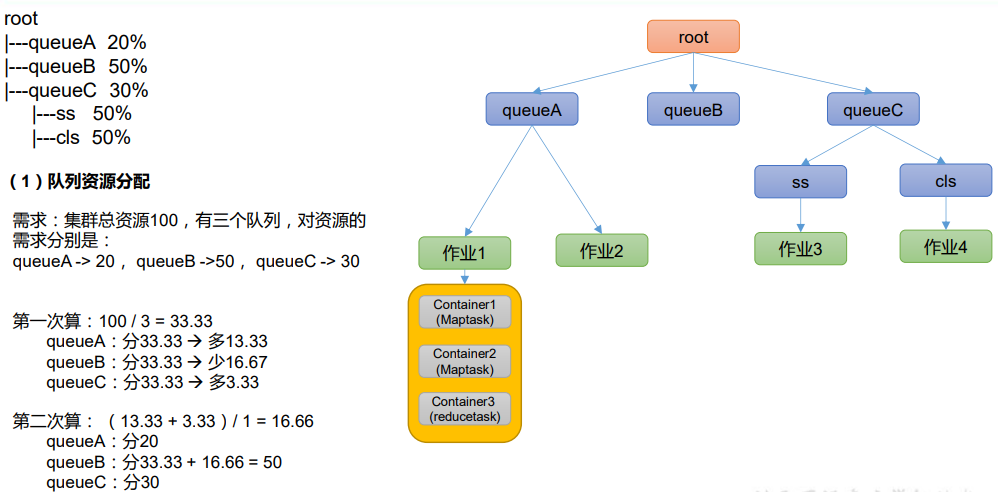 root
|---queueA 20%
|---queueB 50%
|---queueC 30%
|---ss 50%
|---cls 50%
（1）队列资源分配
需求：集群总资源100，有三个队列，对资源的
需求分别是：
queueA -> 20 ，queueB ->50 ，queueC -> 30
第一次算：100 / 3 = 33.33
queueA：分33.33 → 多13.33
queueB：分33.33 → 少16.67
queueC：分33.33 → 多3.33
第二次算：（13.33 + 3.33）/ 1 = 16.66
queueA：分20
queueB：分33.33 + 16.66 = 50
queueC：分30
root
queueA
queueB
queueC
ss
cls
作业1
作业2
作业3
作业4
Container1
(Maptask)
Container2
(Maptask)
Container3
(reducetask)